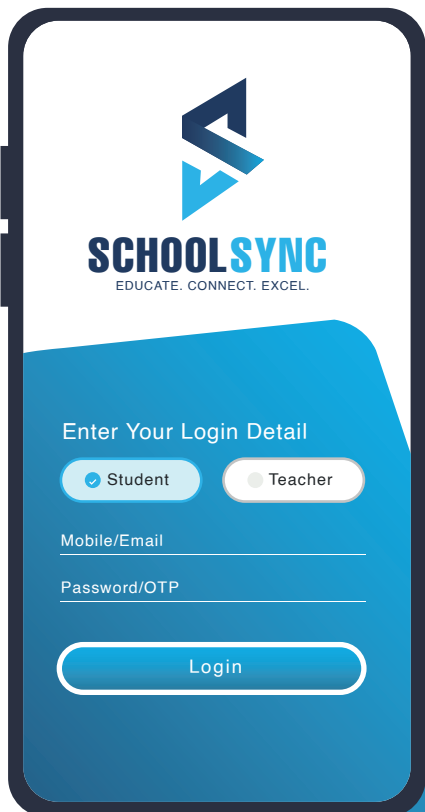 SCHOOLSYNC
EDUCATE. CONNECT. EXCEL.
Enter Your Login Detail
Student Teacher
Mobile/Email
Password/OTP
Login